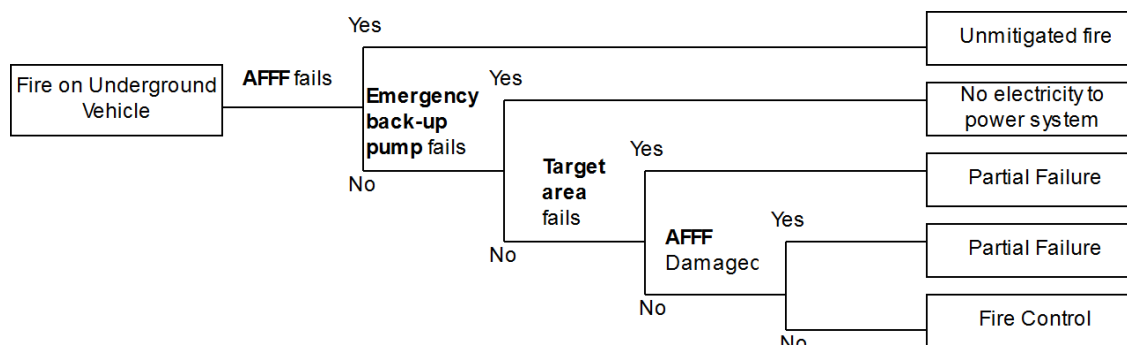 Yes
Unmitigated fire
Fire on Underground
Vehicle
AFFF fails
Yes
No electricity to
power system
Emergency
back-up
pump fails
No
Yes
Partial Failure
Target
area
fails
No
Yes
Partial Failure
AFFF
Damagec
No
Fire Control
No